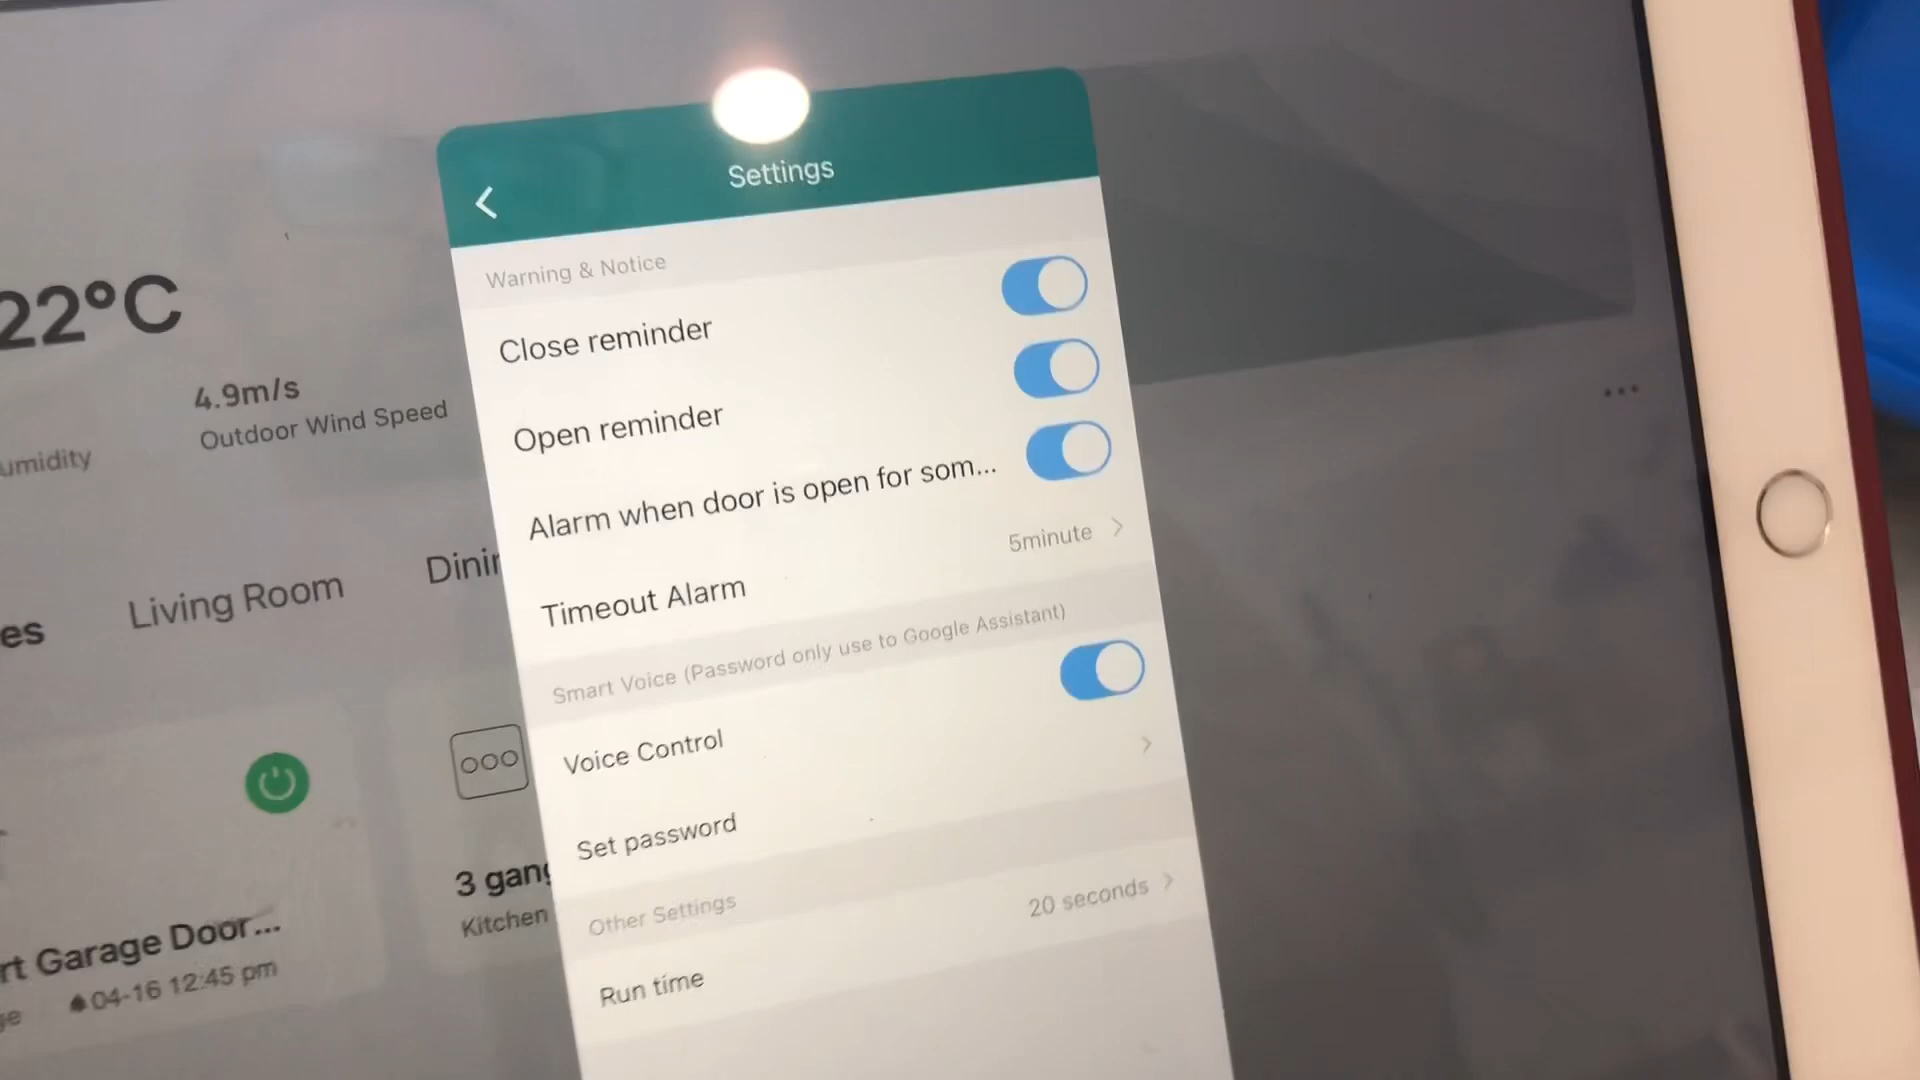 Settings
Warning & Notice
Close reminder
Open reminder
Alarm when door is open for som...
Timeout Alarm
5minute
Smart Voice (Password only use to Google Assistant)
Voice Control
Set password
Other Settings
Run time
20 seconds
22°C
4.9m/s
Outdoor Wind Speed
umidity
es
Living Room
Dinin
rt Garage Door...
ge
04-16 12:45 pm
3 gang
Kitchen